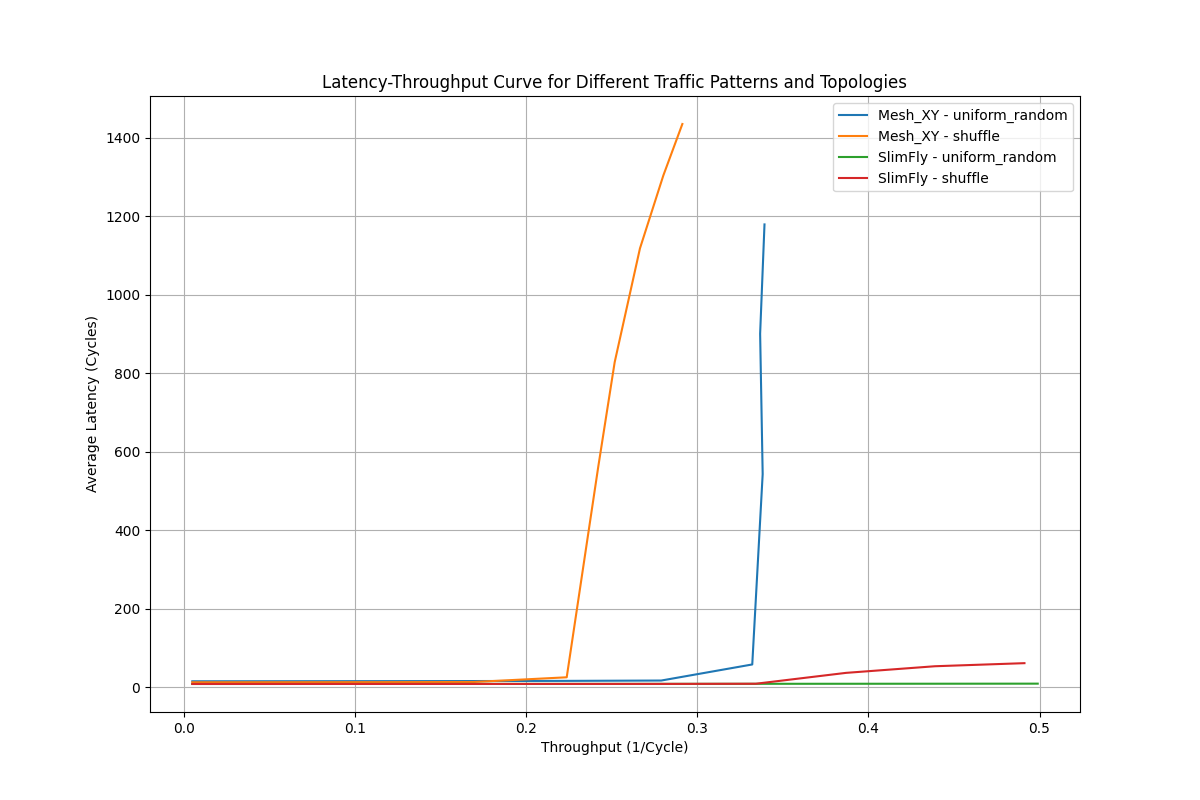 Latency-Throughput Curve for Different Traffic Patterns and Topologies
Mesh_XY - uniform_random
Mesh_XY - shuffle
SlimFly - uniform_random
SlimFly - shuffle
Average Latency (Cycles)
1400
1200
1000
800
600
400
200
0
0.0 0.1 0.2 0.3 0.4 0.5
Throughput (1/Cycle)